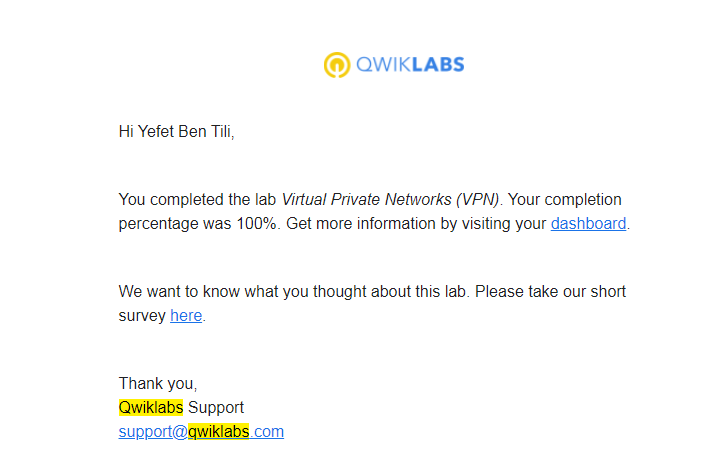 QWIKLABS
Hi Yefet Ben Tili,
You completed the lab Virtual Private Networks (VPN). Your completion
percentage was 100%. Get more information by visiting your dashboard.
We want to know what you thought about this lab. Please take our short
survey here.
Thank you,
Qwiklabs Support
support@qwiklabs.com